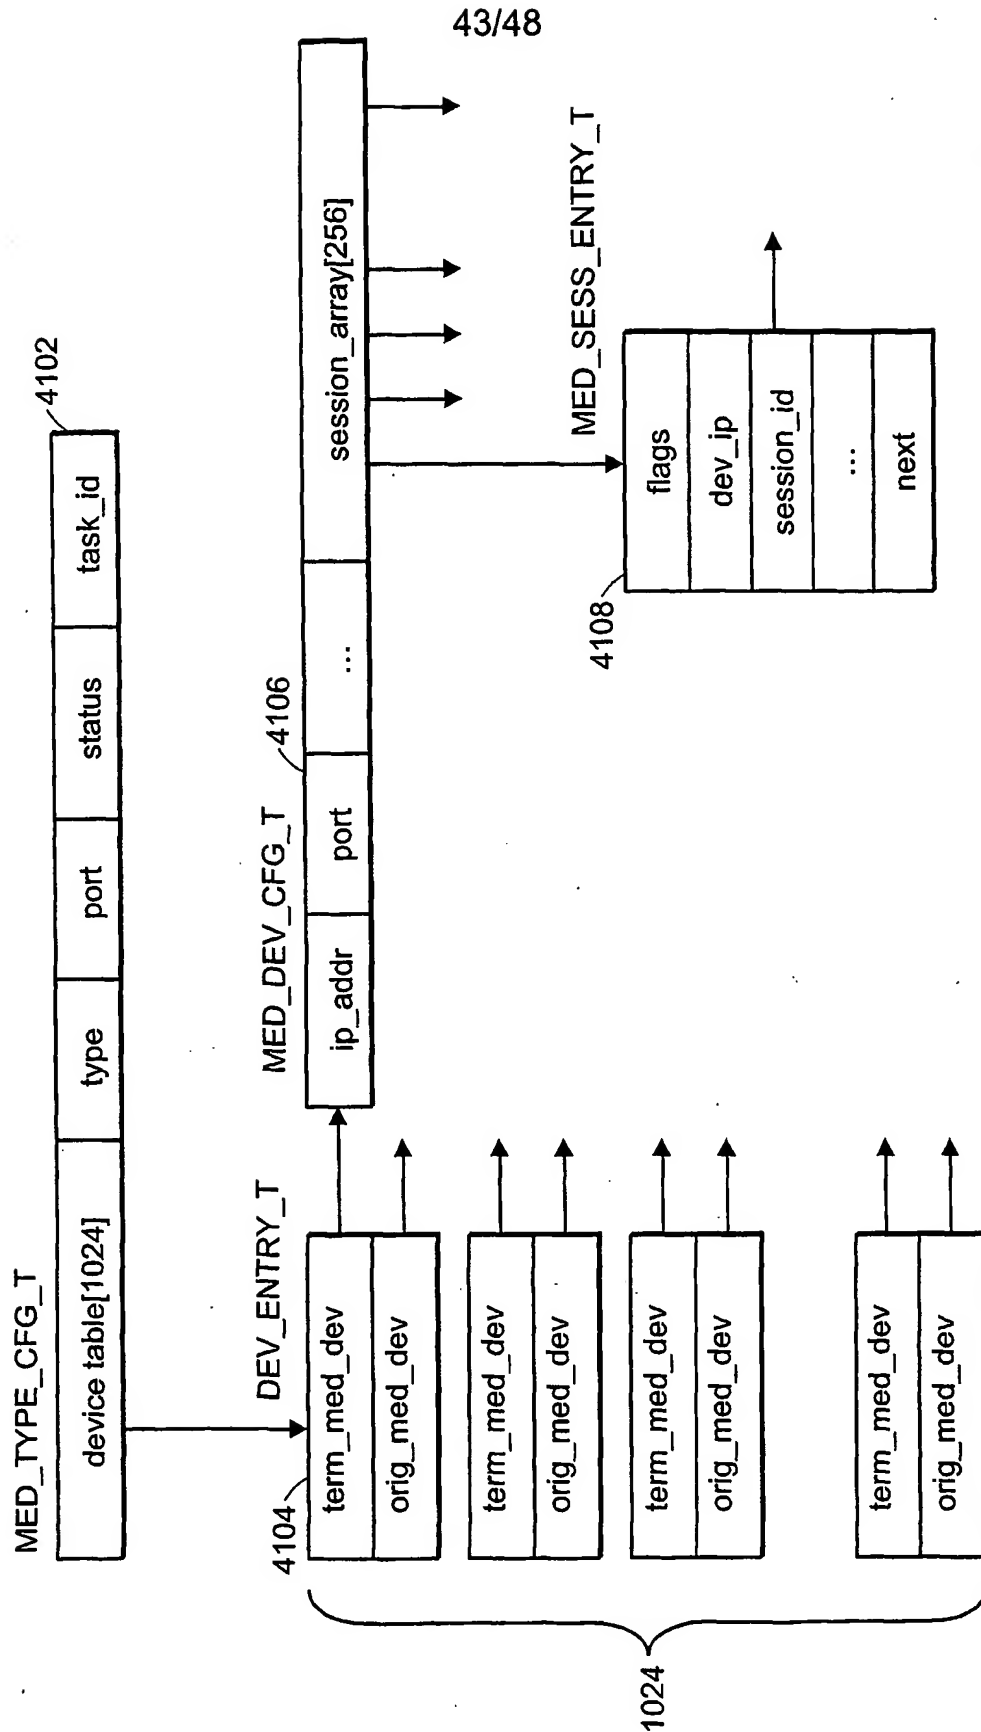 43/48
MED_TYPE_CFG_T
4102
device table[1024]
type
port
status
task_id
DEV_ENTRY_T
4104
term_med_dev
orig_med_dev
term_med_dev
orig_med_dev
term_med_dev
orig_med_dev
term_med_dev
orig_med_dev
1024
MED_DEV_CFG_T
4106
ip_addr
port
...
session_array[256]
MED_SESS_ENTRY_T
4108
flags
dev_ip
session_id
...
next